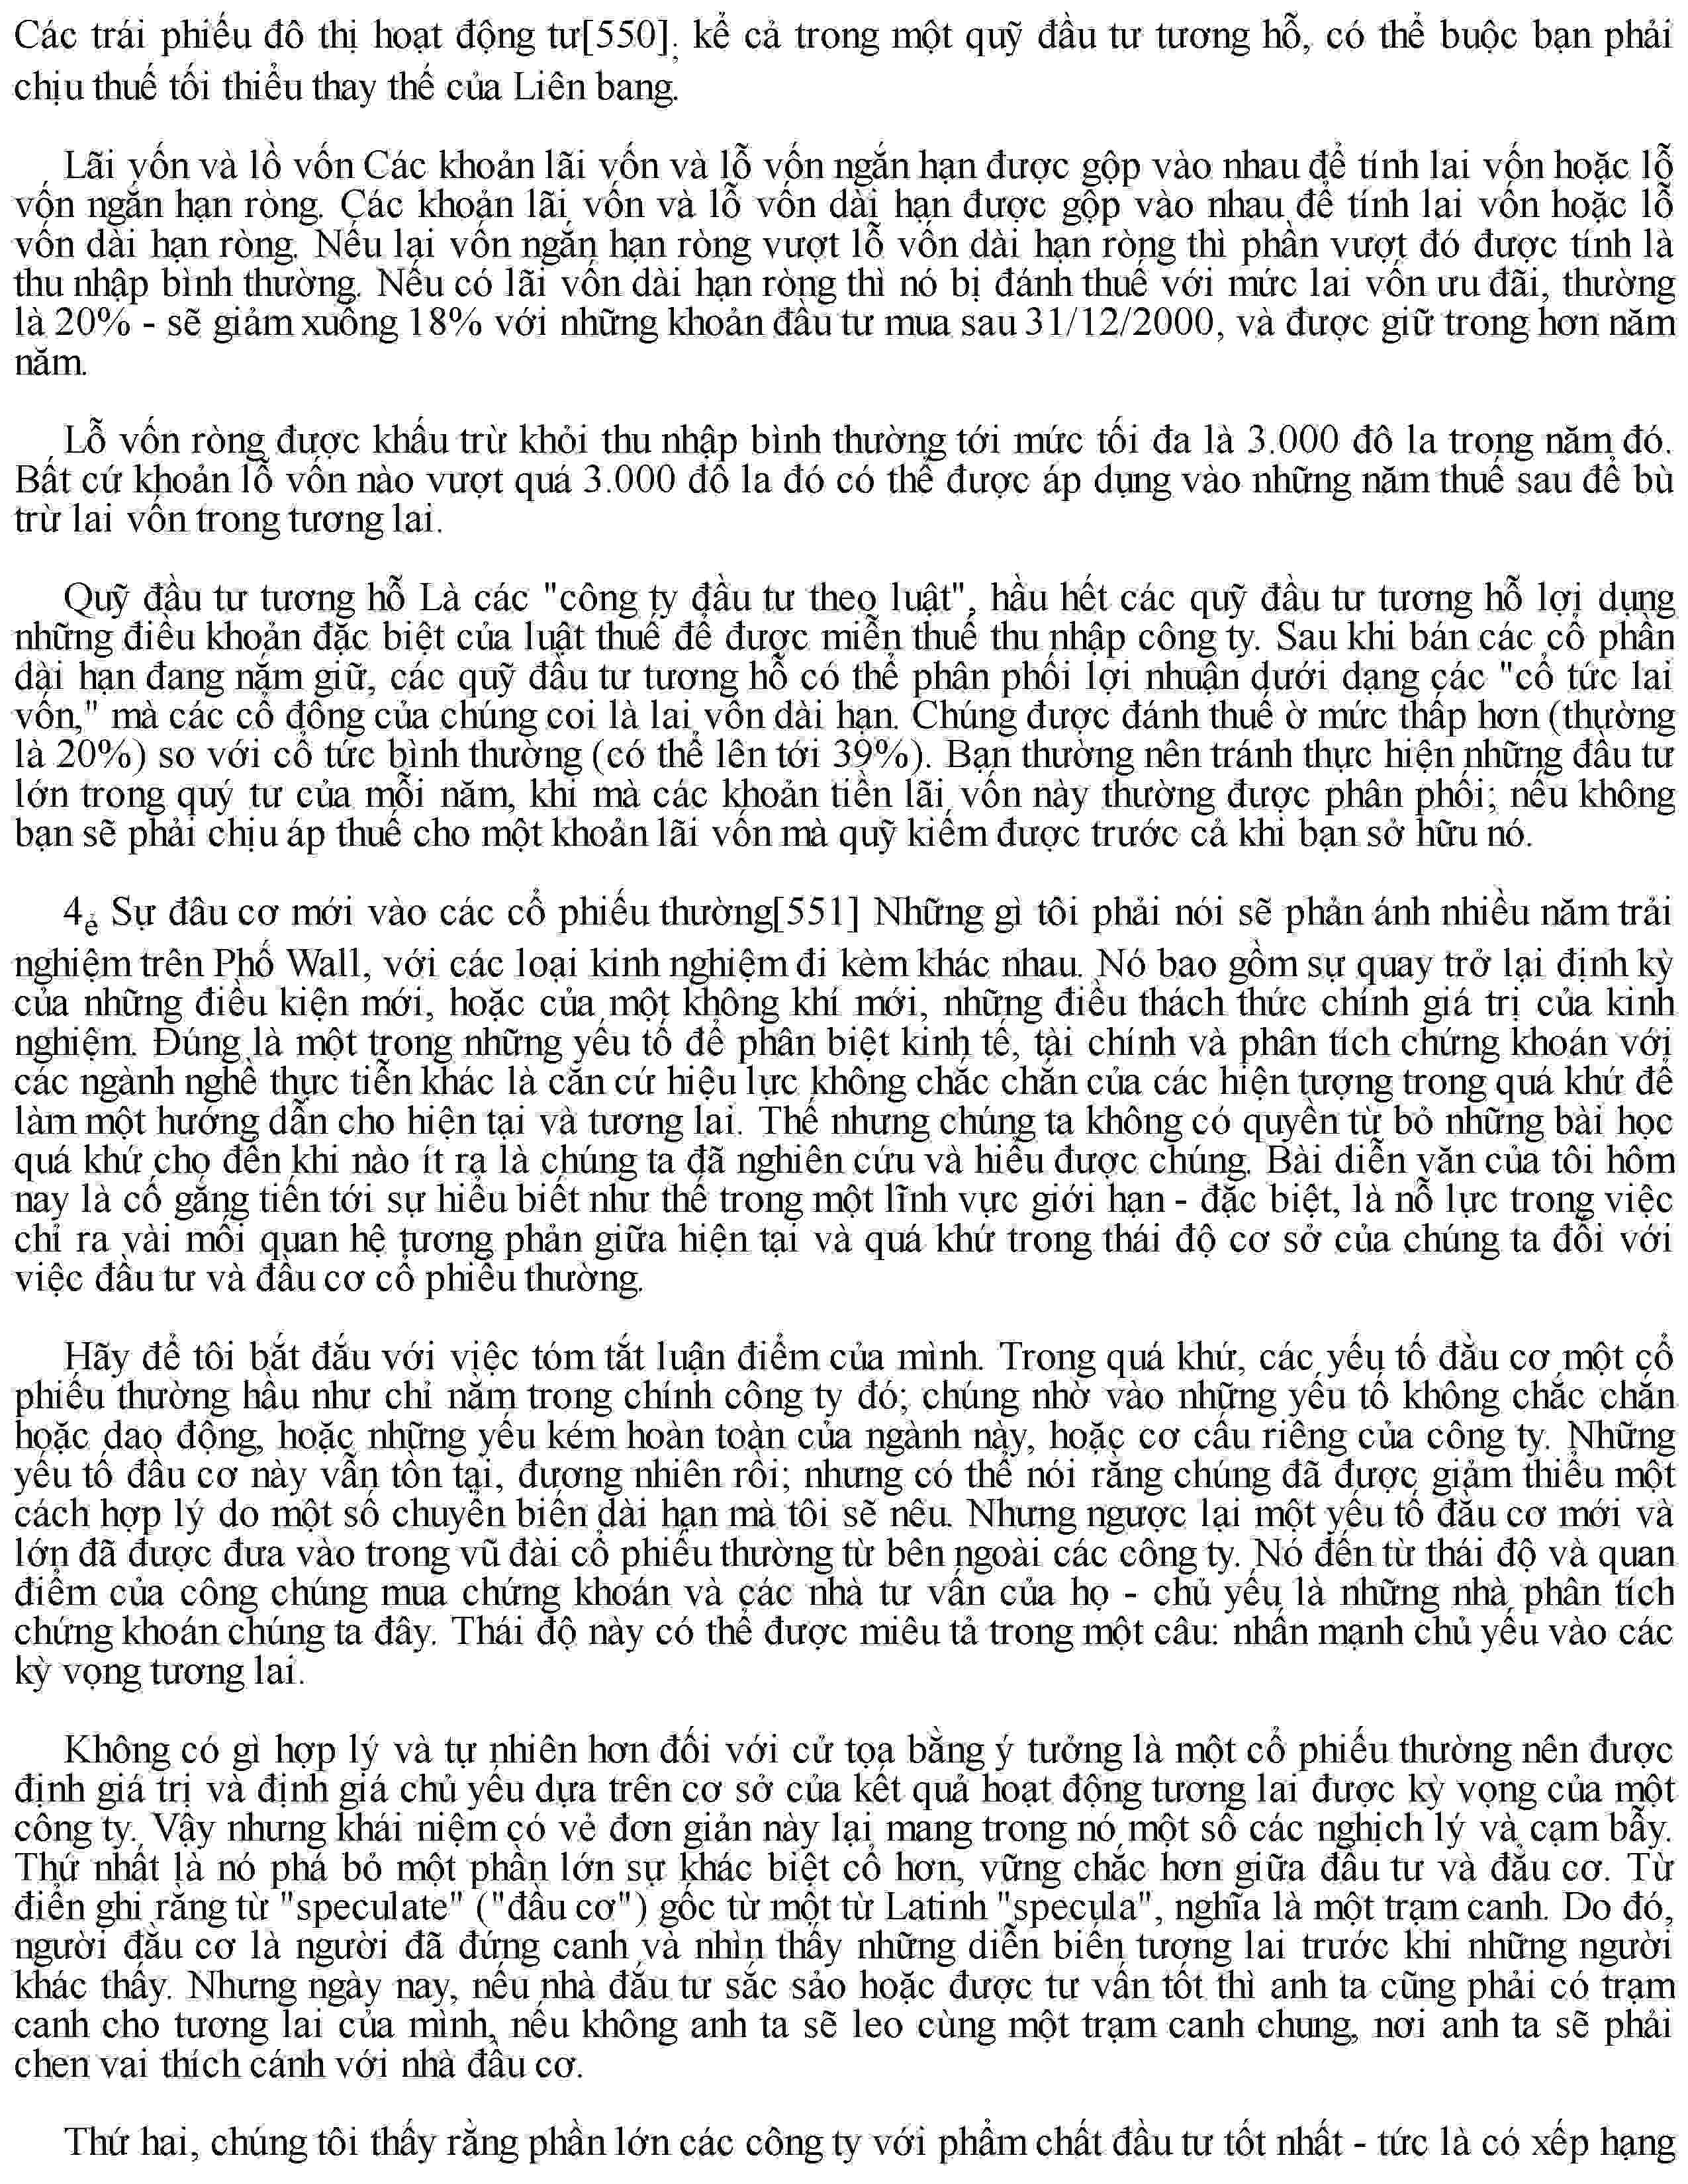 Các trái phiếu đô thị hoạt động tư[550], kể cả trong một quỹ đầu tư tương hỗ, có thể buộc bạn phải
chịu thuế tối thiểu thay thế của Liên bang.
Lãi vốn và lồ vốn Các khoản lãi vốn và lỗ vốn ngắn hạn được gộp vào nhau để tính lai vốn hoặc lỗ
vốn ngắn hạn ròng. Các khoản lãi vốn và lỗ vốn dài hạn được gộp vào nhau để tính lai vốn hoặc lỗ
vốn dài hạn ròng. Nếu lại vốn ngắn hạn ròng vượt lỗ vốn dài hạn ròng thì phần vượt đó được tính là
thu nhập bình thường. Nếu có lãi vốn dài hạn ròng thì nó bị đánh thuế với mức lai vốn ưu đãi, thường
là 20% - sẽ giảm xuống 18% với những khoản đầu tư mua sau 31/12/2000, và được giữ trong hơn năm
năm.
Lỗ vốn ròng được khấu trừ khỏi thu nhập bình thường tới mức tối đa là 3.000 đô la trong năm đó.
Bất cứ khoản lỗ vốn nào vượt quá 3.000 đô la đó có thể được áp dụng vào những năm thuế sau để bù
trừ lai vốn trong tương lai.
Quỹ đầu tư tương hỗ Là các "công ty đầu tư theo luật", hầu hết các quỹ đầu tư tương hỗ lợi dụng
những điều khoản đặc biệt của luật thuế để được miễn thuế thu nhập công ty. Sau khi bán các cổ phần
dài hạn đang nắm giữ, các quỹ đầu tư tương hỗ có thể phân phối lợi nhuận dưới dạng các "cổ tức lai
vốn," mà các cổ đông của chúng coi là lai vốn dài hạn. Chúng được đánh thuế ờ mức thấp hơn (thường
là 20%) so với cổ tức bình thường (có thể lên tới 39%). Bạn thường nên tránh thực hiện những đầu tư
lớn trong quý tư của mỗi năm, khi mà các khoản tiền lãi vốn này thường được phân phối; nếu không
bạn sẽ phải chịu áp thuế cho một khoản lãi vốn mà quỹ kiếm được trước cả khi bạn sở hữu nó.
4ẻ Sự đâu cơ mới vào các cổ phiếu thường[551] Những gì tôi phải nói sẽ phản ánh nhiều năm trải
nghiệm trên Phố Wall, với các loại kinh nghiệm đi kèm khác nhau. Nó bao gồm sự quay trở lại định kỳ
của những điều kiện mới, hoặc của một không khí mới, những điều thách thức chính giá trị của kinh
nghiệm. Đúng là một trong những yếu tố để phân biệt kinh tế, tài chính và phân tích chứng khoán với
các ngành nghề thực tiễn khác là căn cứ hiệu lực không chắc chắn của các hiện tượng trong quá khứ để
làm một hướng dẫn cho hiện tại và tương lai. Thế nhưng chúng ta không có quyền từ bỏ những bài học
quá khứ cho đến khi nào ít ra là chúng ta đã nghiên cứu và hiểu được chúng. Bài diễn văn của tôi hôm
nay là cố gắng tiến tới sự hiểu biết như thế trong một lĩnh vực giới hạn - đặc biệt, là nỗ lực trong việc
chỉ ra vài mối quan hệ tương phản giữa hiện tại và quá khứ trong thái độ cơ sở của chúng ta đối với
việc đầu tư và đầu cơ cổ phiếu thường.
Hãy để tôi bắt đắu với việc tóm tắt luận điểm của mình. Trong quá khứ, các yếu tố đầu cơ một cổ
phiếu thường hầu như chỉ nằm trong chính công ty đó; chúng nhờ vào những yếu tố không chắc chắn
hoặc dao động, hoặc những yếu kém hoàn toàn của ngành này, hoặc cơ cấu riêng của công ty. Những
yếu tố đầu cơ này vẫn tồn tại, đương nhiên rồi; nhưng có thể nói rằng chúng đã được giảm thiểu một
cách hợp lý do một số chuyển biến dài hạn mà tôi sẽ nêu. Nhưng ngược lại một yếu tố đầu cơ mới và
lớn đã được đưa vào trong vũ đài cổ phiếu thường từ bên ngoài các công ty. Nó đến từ thái độ và quan
điểm của công chúng mua chứng khoán và các nhà tư vấn của họ - chủ yếu là những nhà phân tích
chứng khoán chúng ta đây. Thái độ này có thể được miêu tả trong một câu: nhấn mạnh chủ yếu vào các
kỳ vọng tương lai.
Không có gì hợp lý và tự nhiên hơn đối với cử tọa bằng ý tưởng là một cổ phiếu thường nên được
định giá trị và định giá chủ yếu dựa trên cơ sở của kết quả hoạt động tương lai được kỳ vọng của một
công ty. Vậy nhưng khái niệm có vẻ đơn giản này lại mang trong nó một số các nghịch lý và cạm bẫy.
Thứ nhất là nó phá bỏ một phần lớn sự khác biệt cổ hơn, vững chắc hơn giữa đầu tư và đầu cơ. Từ
điển ghi rằng từ "speculate" ("đầu cơ") gốc từ một từ Latinh "specula", nghĩa là một trạm canh. Do đó,
người đầu cơ là người đã đứng canh và nhìn thấy những diễn biến tương lai trước khi những người
khác thấy. Nhưng ngày nay, nếu nhà đầu tư sắc sảo hoặc được tư vấn tốt thì anh ta cũng phải có trạm
canh cho tương lai của mình, nếu không anh ta sẽ leo cùng một trạm canh chung, nơi anh ta sẽ phải
chen vai thích cánh với nhà đầu cơ.
Thứ hai, chúng tôi thấy rằng phần lớn các công ty với phẩm chất đầu tư tốt nhất - tức là có xếp hạng